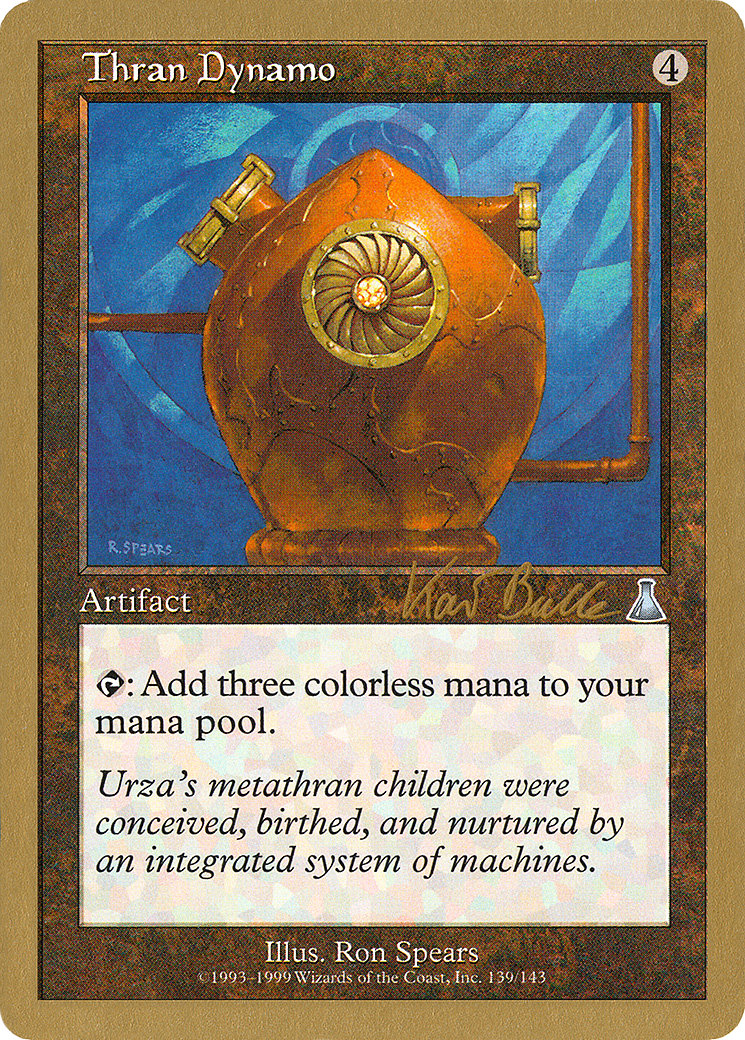 Thran Dynamo
4
R. SPEARS
Artifact
: Add three colorless mana to your
mana pool.
Urza's metathran children were
conceived, birthed, and nurtured by
an integrated system of machines.
Illus. Ron Spears
©1993–1999 Wizards of the Coast, Inc. 139/143